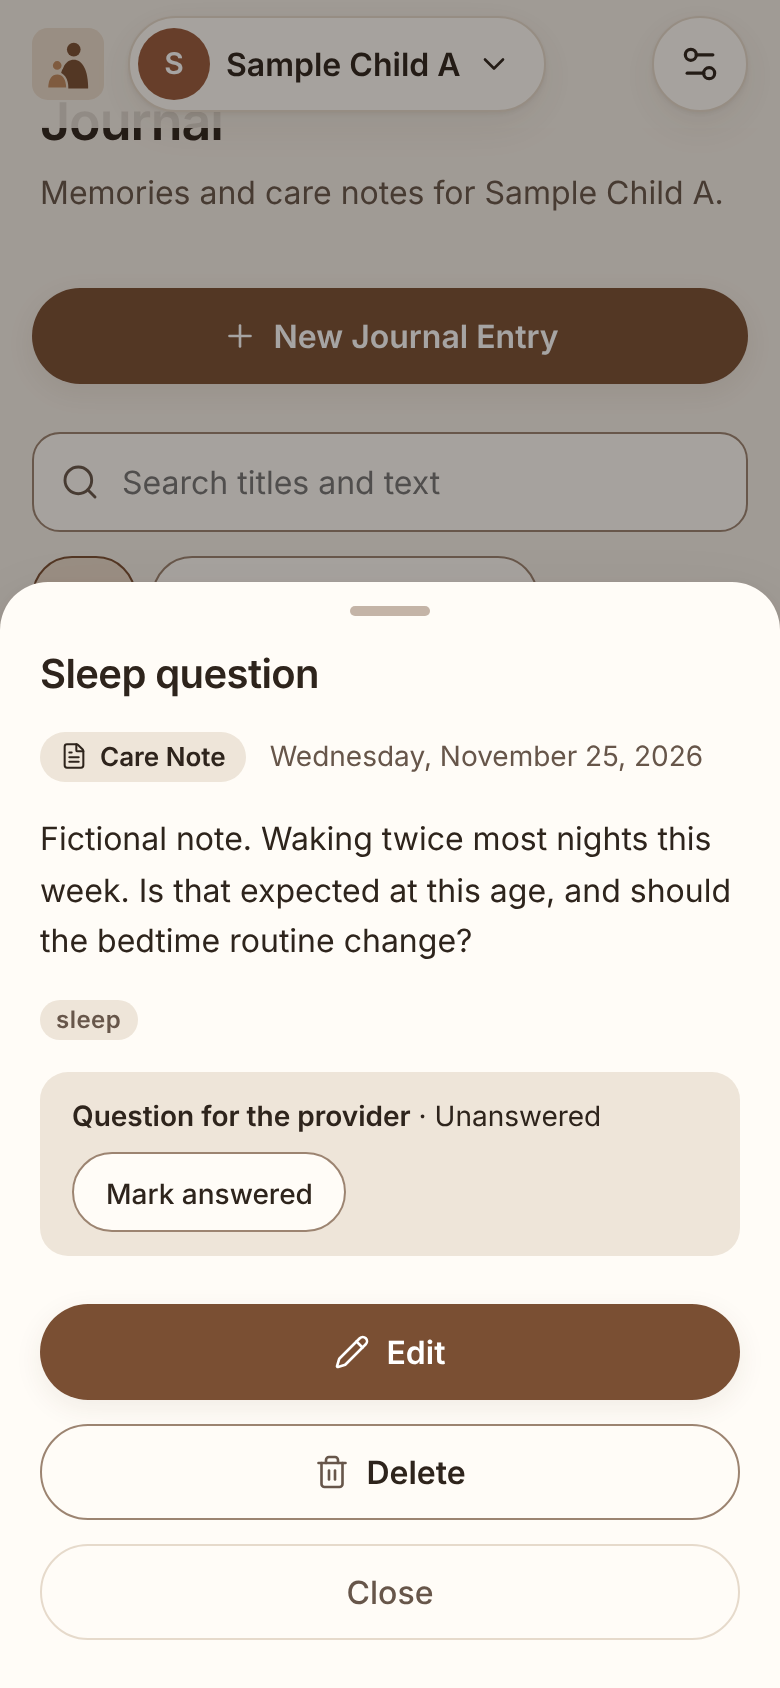 S
Sample Child A
Journal
Memories and care notes for Sample Child A.
New Journal Entry
Search titles and text
Sleep question
Care Note
Wednesday, November 25, 2026
Fictional note. Waking twice most nights this
week. Is that expected at this age, and should
the bedtime routine change?
sleep
Question for the provider · Unanswered
Mark answered
Edit
Delete
Close